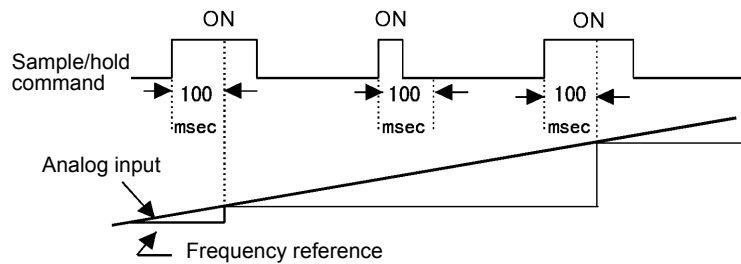 ON ON ON
Sample/hold
command
100 100 100
msec msec msec
Analog input
Frequency reference